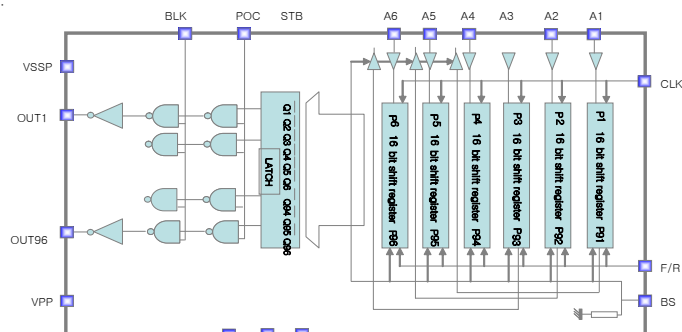 BLK POC STB A6 A5 A4 A3 A2 A1
VSSP
CLK
OUT1
Q1 Q2 Q3 Q4 Q5 Q6 Q94 Q95 Q96
LATCH
P6 16 bit shift register P96
P5 16 bit shift register P95
P4 16 bit shift register P94
P3 16 bit shift register P93
P2 16 bit shift register P92
P1 16 bit shift register P91
OUT96
F/R
VPP
BS